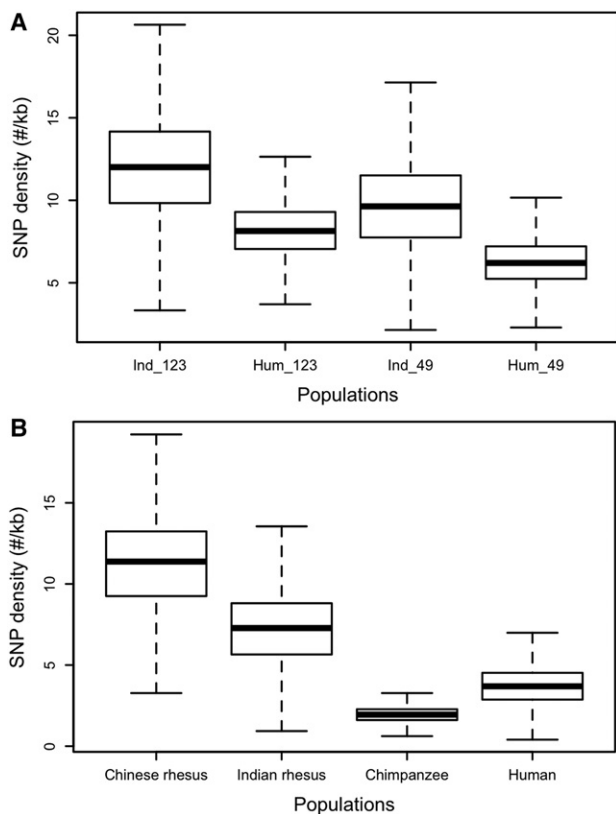 A
SNP density (#/kb)
20
15
10
5
Ind_123 Hum_123 Ind_49 Hum_49
Populations
B
SNP density (#/kb)
15
10
5
0
Chinese rhesus Indian rhesus Chimpanzee Human
Populations